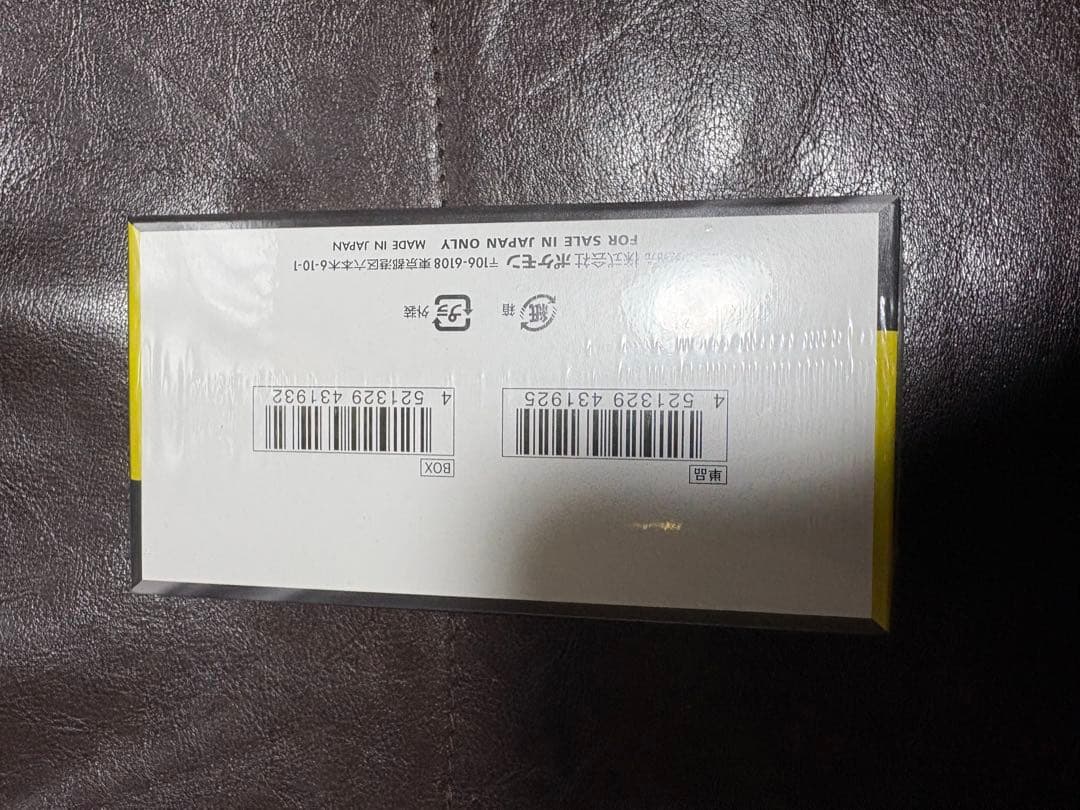 単品 BOX
4 521329 431925 4 521329 431932
紙 箱 プラ 外装
株式会社ポケモン 〒106-6108 東京都港区六本木6-10-1
FOR SALE IN JAPAN ONLY MADE IN JAPAN